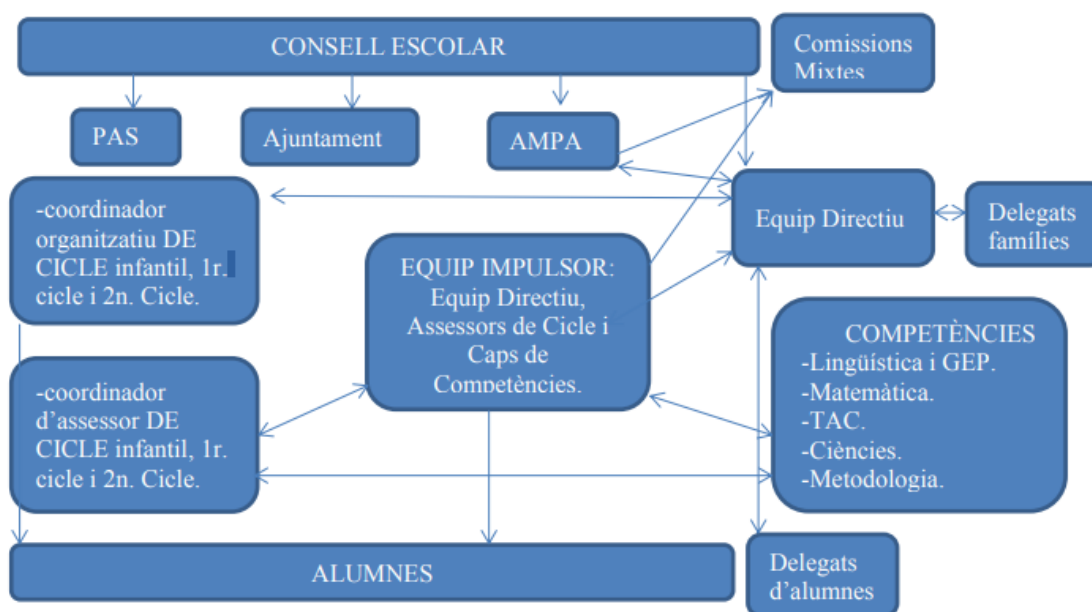 CONSELL ESCOLAR
Comissions
Mixtes
PAS
Ajuntament
AMPA
-coordinador
organitzatiu DE
CICLE infantil, 1r.
cicle i 2n. Cicle.
EQUIP IMPULSOR:
Equip Directiu,
Assessors de Cicle i
Caps de
Competències.
Equip Directiu
Delegats
famílies
-coordinador
d’assessor DE
CICLE infantil, 1r.
cicle i 2n. Cicle.
COMPETÈNCIES
-Lingüística i GEP.
-Matemàtica.
-TAC.
-Ciències.
-Metodologia.
ALUMNES
Delegats
d’alumnes